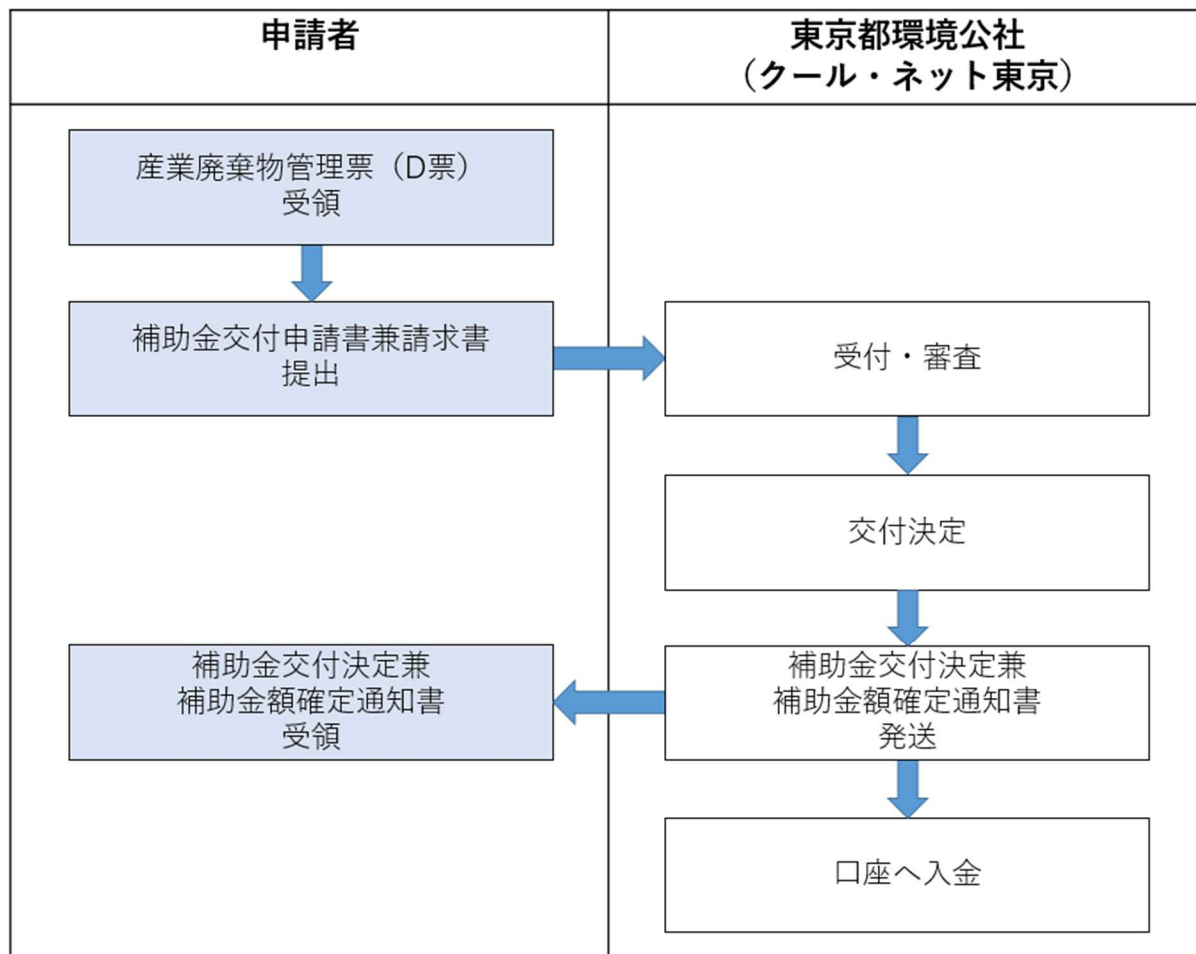 申請者
東京都環境公社
（クール・ネット東京）
産業廃棄物管理票（D票）
受領
補助金交付申請書兼請求書
提出
受付・審査
交付決定
補助金交付決定兼
補助金額確定通知書
受領
補助金交付決定兼
補助金額確定通知書
発送
口座へ入金